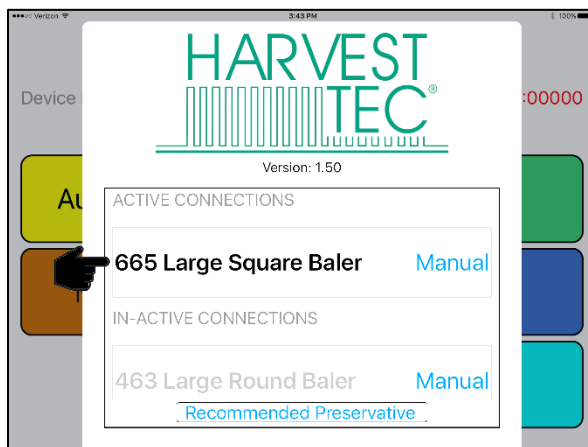 Verizon 3:43 PM 100%
HARVEST
TEC®
Device :00000
Version: 1.50
Au
ACTIVE CONNECTIONS
665 Large Square Baler Manual
IN-ACTIVE CONNECTIONS
463 Large Round Baler Manual
Recommended Preservative